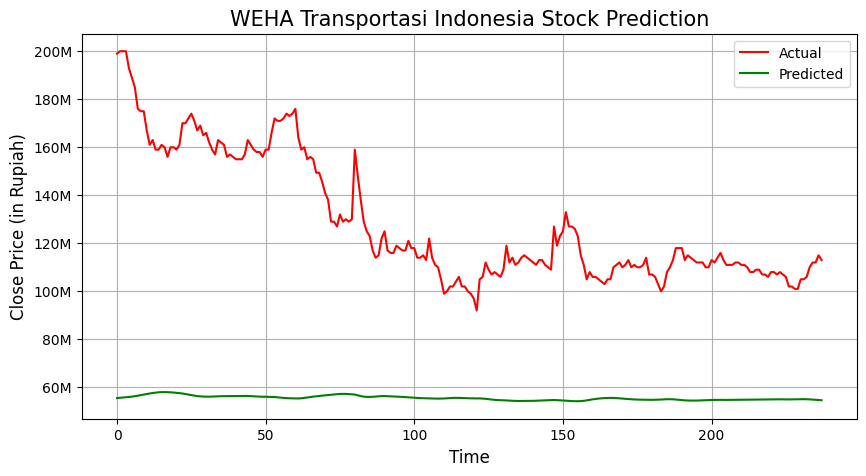 WEHA Transportasi Indonesia Stock Prediction
Actual
Predicted
Close Price (in Rupiah)
200M
180M
160M
140M
120M
100M
80M
60M
0
50
100
150
200
Time